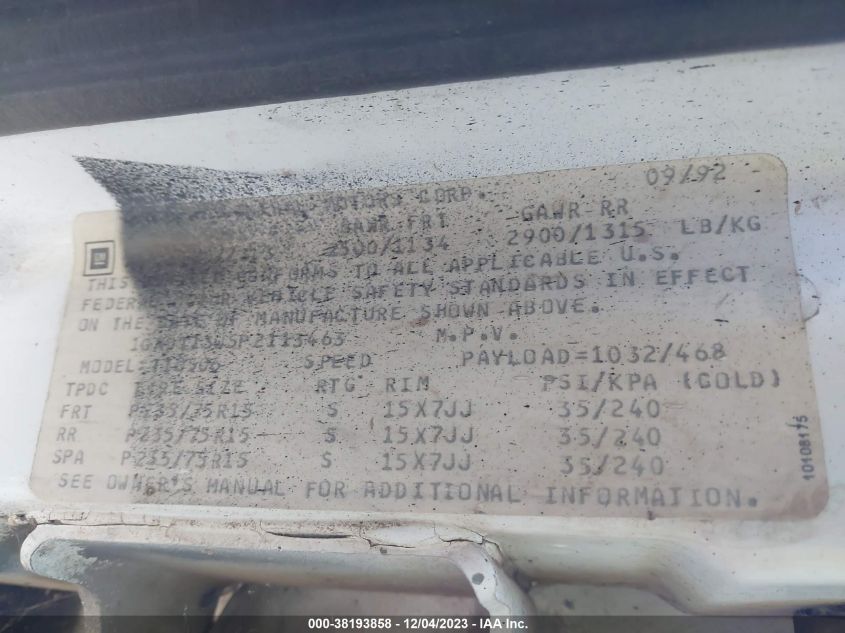 MOTORS CORP. 09/92
GAWR FRT GAWR RR
2500/1134 2900/1315 LB/KG
THIS CONFORMS TO ALL APPLICABLE U.S.
FEDERAL VEHICLE SAFETY STANDARDS IN EFFECT
ON THE DATE OF MANUFACTURE SHOWN ABOVE.
M.P.V.
MODEL: SPEED PAYLOAD=1032/468
TPDC TIRE SIZE RTG RIM PSI/KPA (COLD)
FRT P235/75R15 S 15X7JJ 35/240
RR P235/75R15 S 15X7JJ 35/240
SPA P235/75R15 S 15X7JJ 35/240
SEE OWNER'S MANUAL FOR ADDITIONAL INFORMATION.
10108175
000-38193858 - 12/04/2023 - IAA Inc.